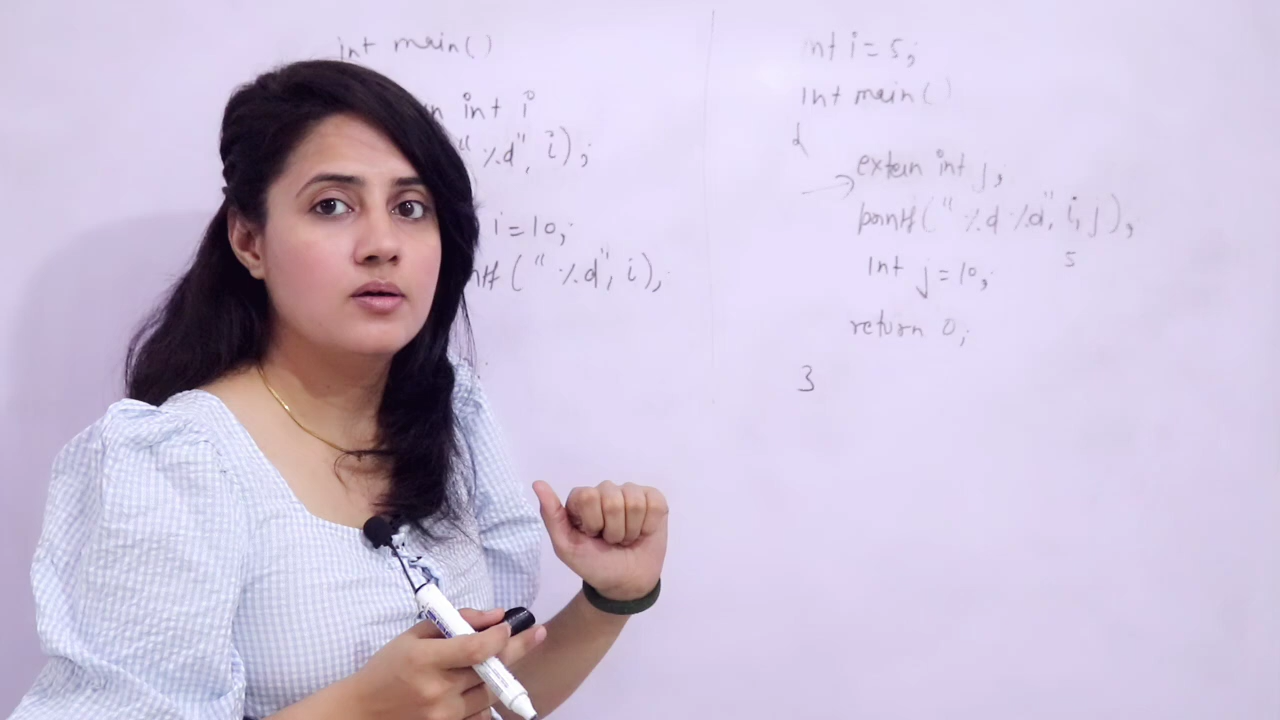 int main()
int i
"%d", i);
i=10;
("%d", i);
int i = 5;
int main()
{
extern int j;
printf("%d %d", i, j);
5
int j = 10;
return 0;
}